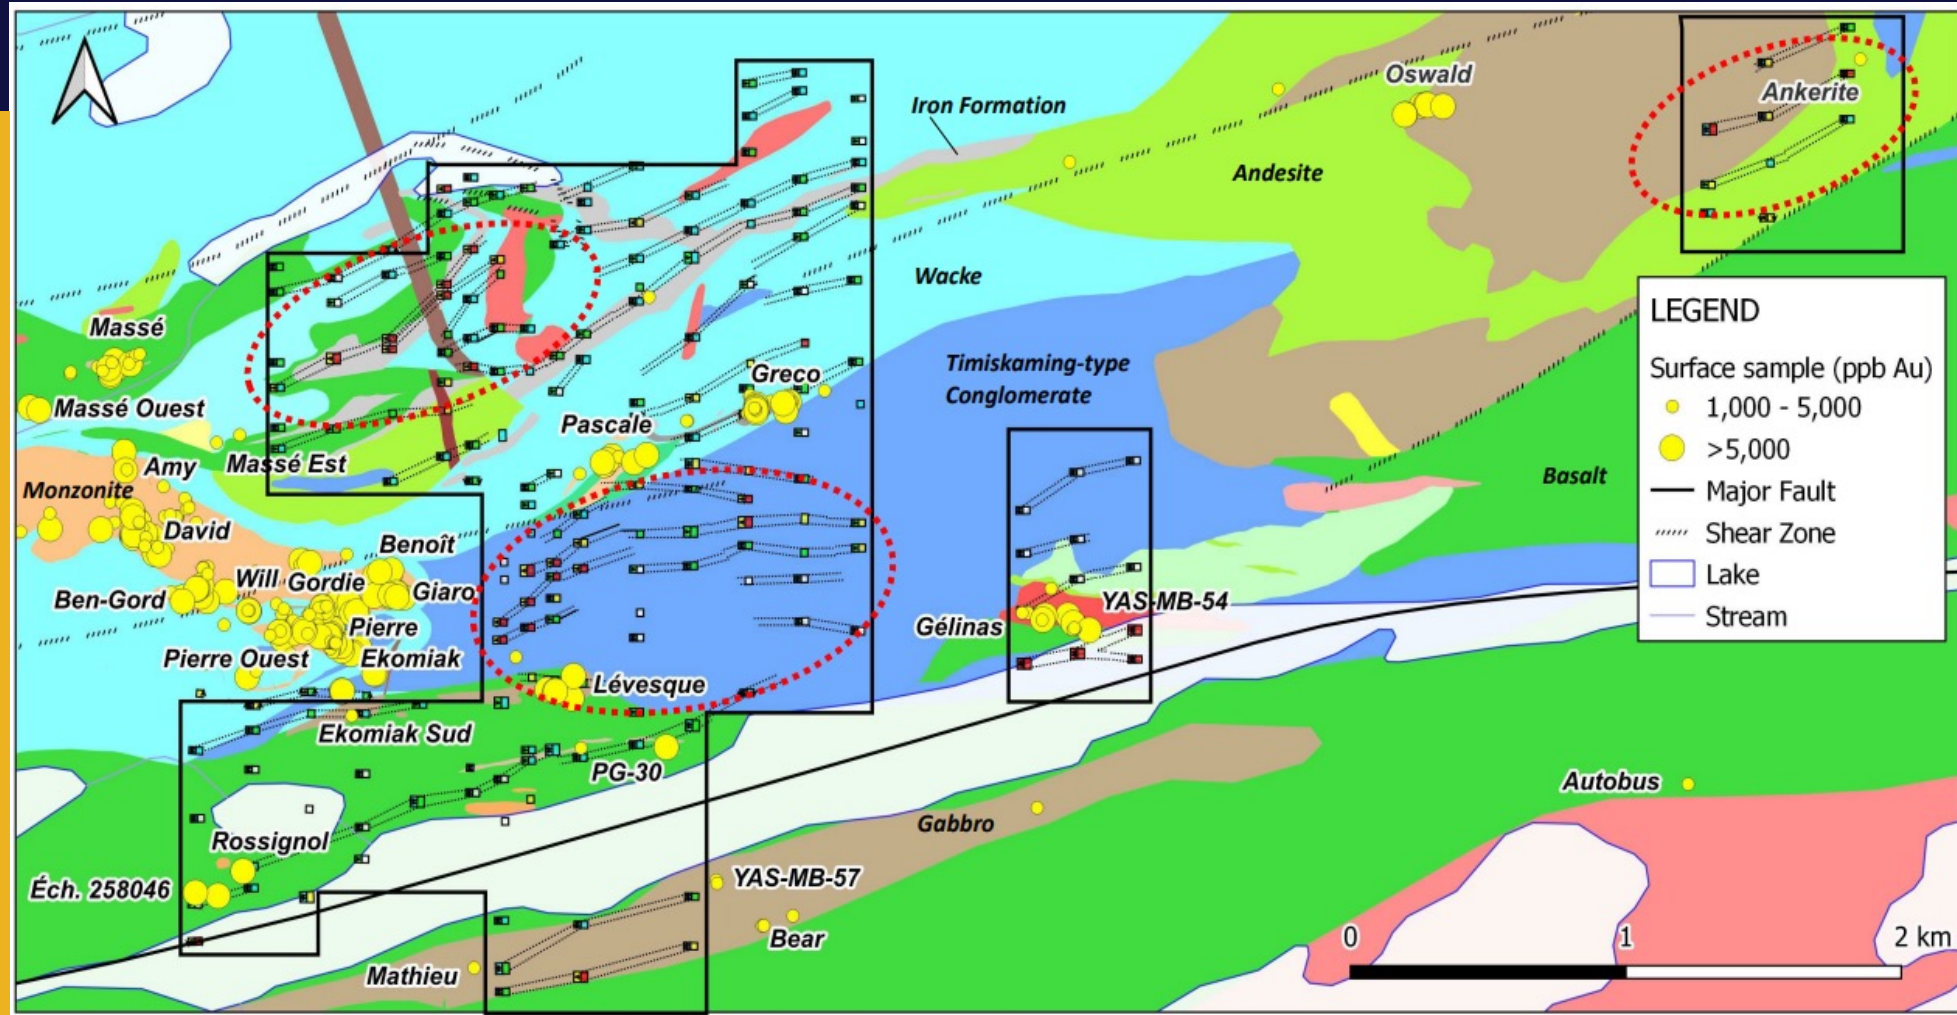 Oswald
Ankerite
Iron Formation
Andesite
Wacke
Massé
Timiskaming-type
Conglomerate
Greco
Massé Ouest
Pascale
Massé Est
Amy
Monzonite
David
Basalt
Benoît
Will
Gordie
Giaro
Ben-Gord
Pierre
YAS-MB-54
Gélinas
Pierre Ouest
Ekomiak
Lévesque
Ekomiak Sud
PG-30
Autobus
Rossignol
Gabbro
Éch. 258046
YAS-MB-57
Bear
Mathieu
LEGEND
Surface sample (ppb Au)
1,000 - 5,000
>5,000
Major Fault
Shear Zone
Lake
Stream
0 1 2 km